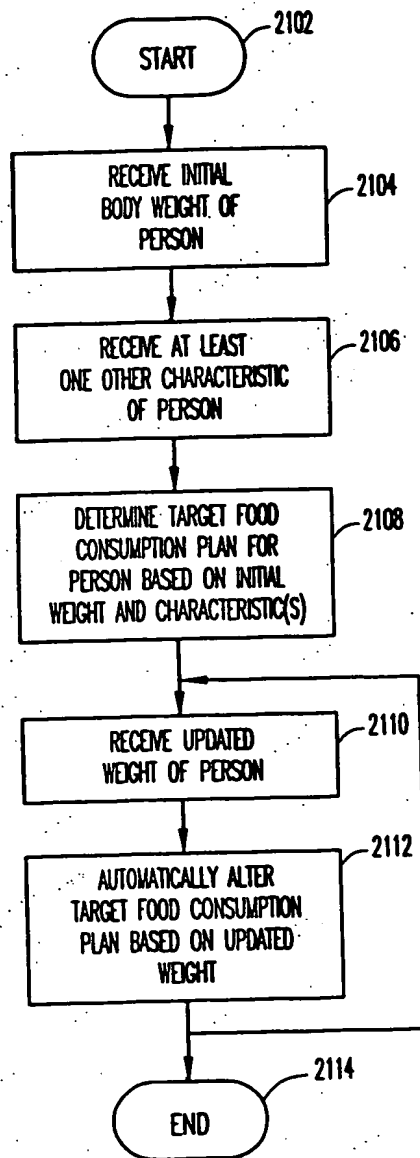 2102
START
RECEIVE INITIAL
BODY WEIGHT OF
PERSON
2104
RECEIVE AT LEAST
ONE OTHER CHARACTERISTIC
OF PERSON
2106
DETERMINE TARGET FOOD
CONSUMPTION PLAN FOR
PERSON BASED ON INITIAL
WEIGHT AND CHARACTERISTIC(S)
2108
RECEIVE UPDATED
WEIGHT OF PERSON
2110
AUTOMATICALLY ALTER
TARGET FOOD CONSUMPTION
PLAN BASED ON UPDATED
WEIGHT
2112
END
2114